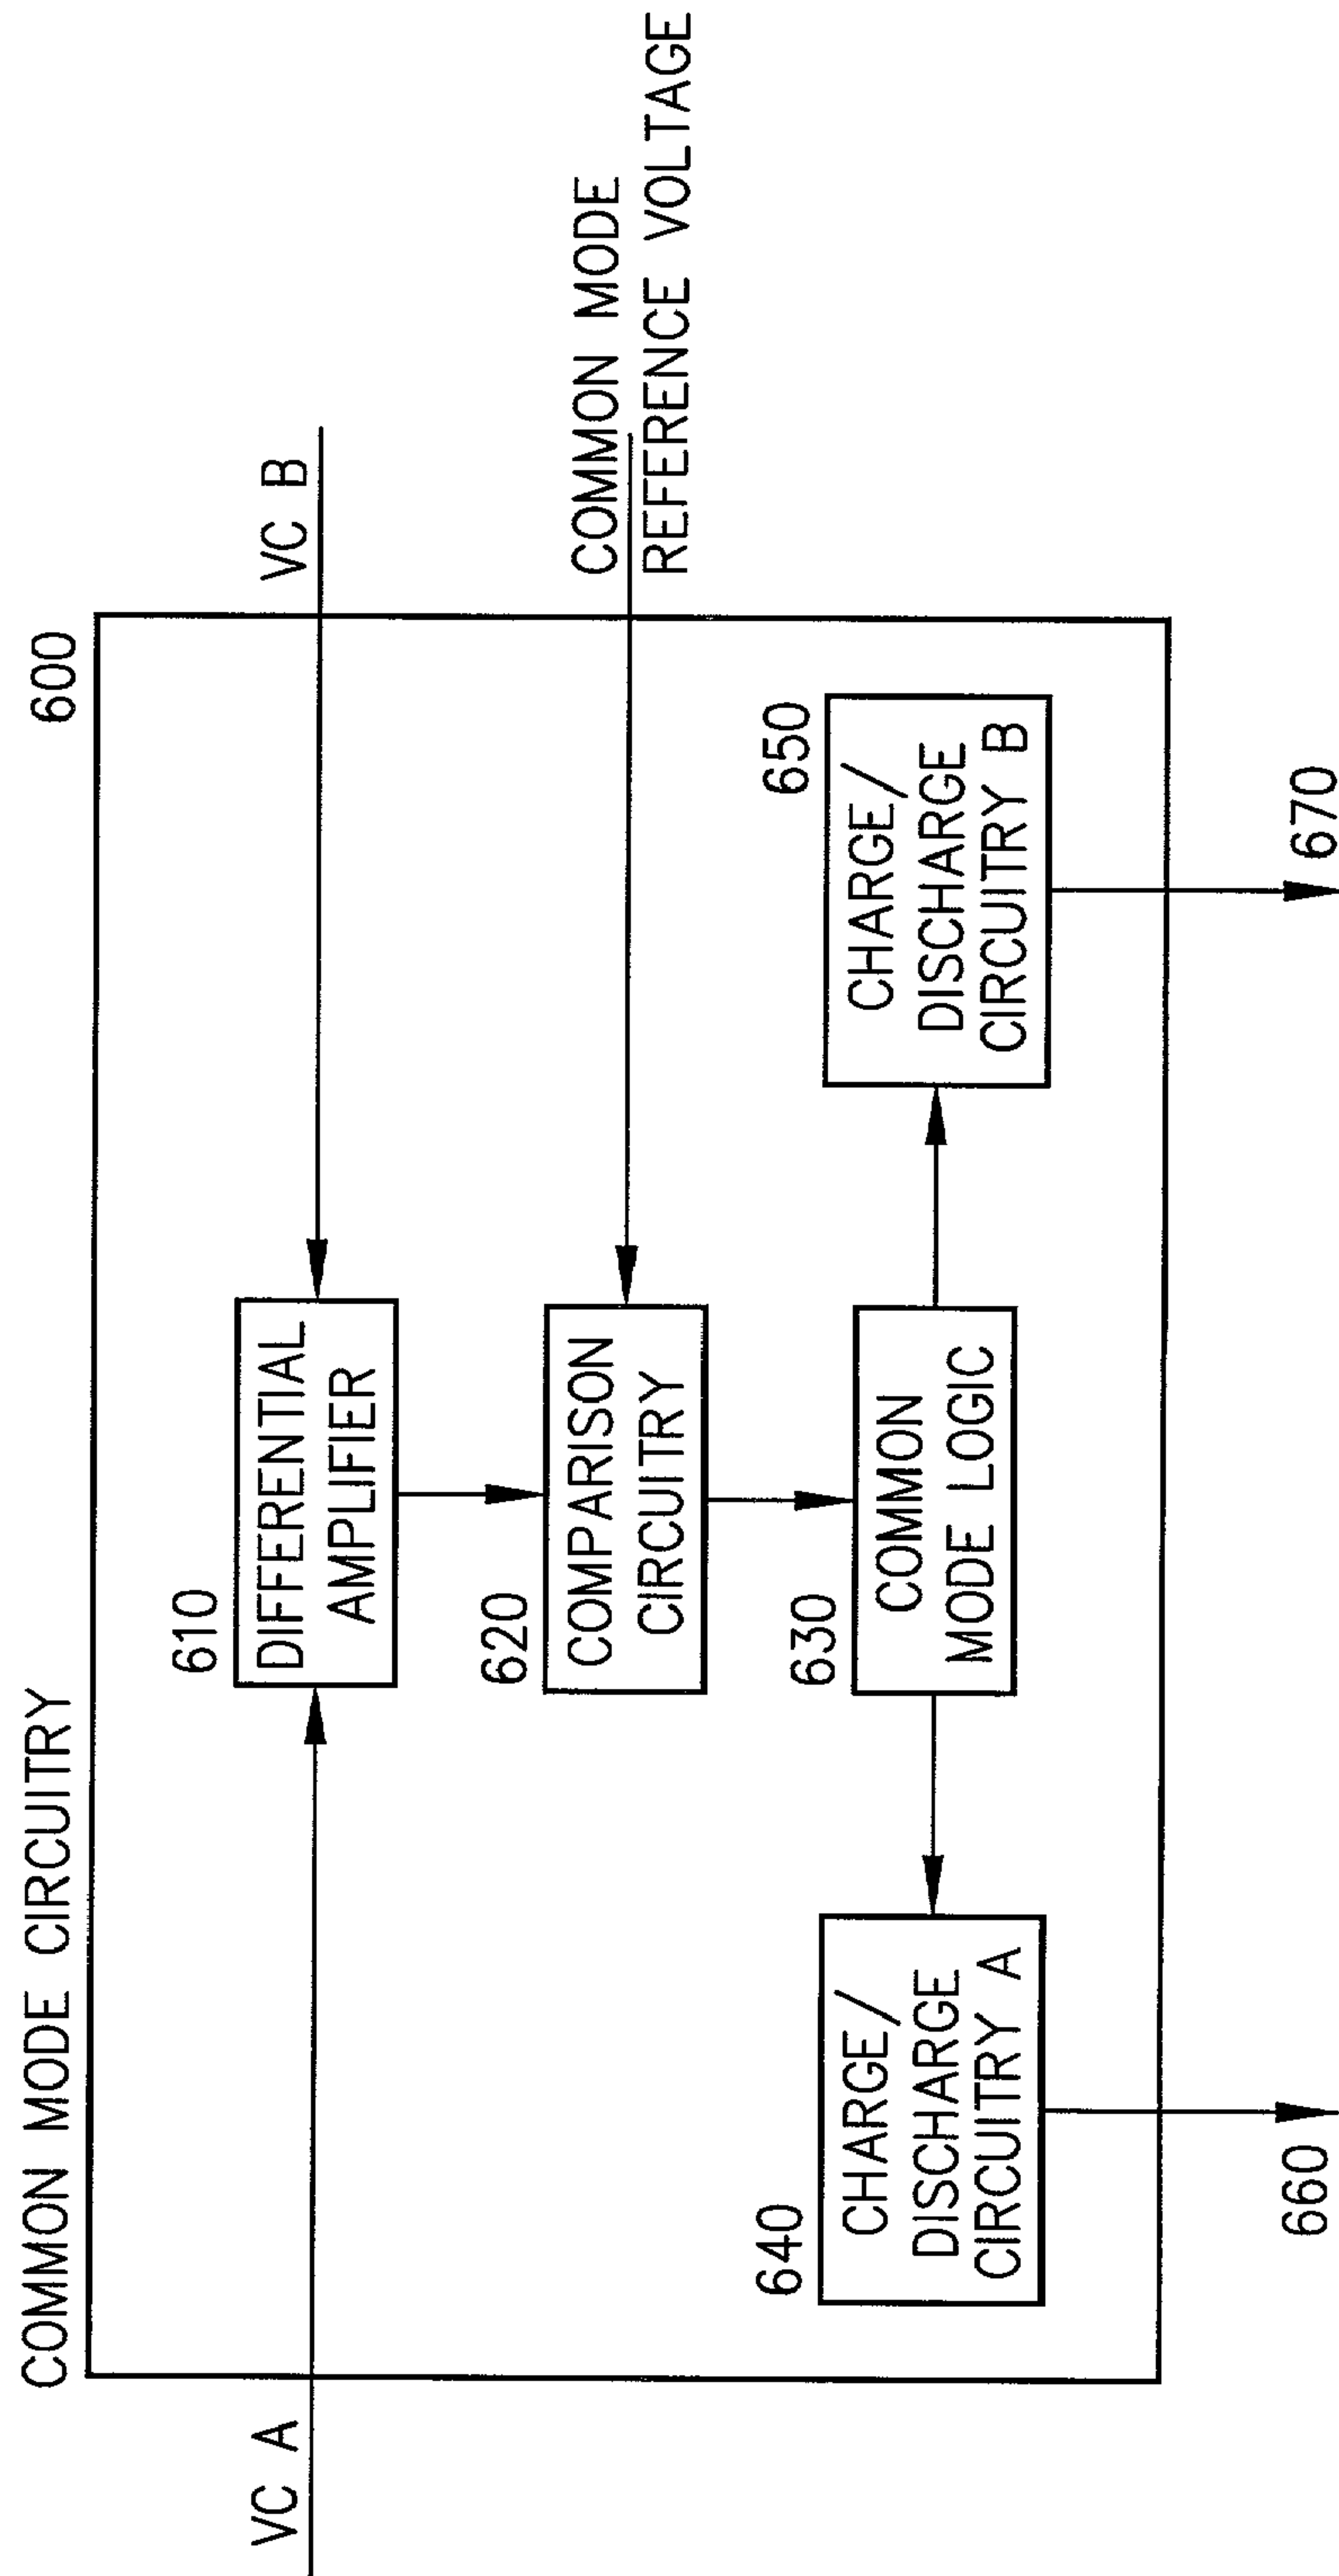 COMMON MODE CIRCUITRY
600
VC A
VC B
610
DIFFERENTIAL
AMPLIFIER
620
COMPARISON
CIRCUITRY
COMMON MODE
REFERENCE VOLTAGE
630
COMMON
MODE LOGIC
640
CHARGE/
DISCHARGE
CIRCUITRY A
650
CHARGE/
DISCHARGE
CIRCUITRY B
660
670